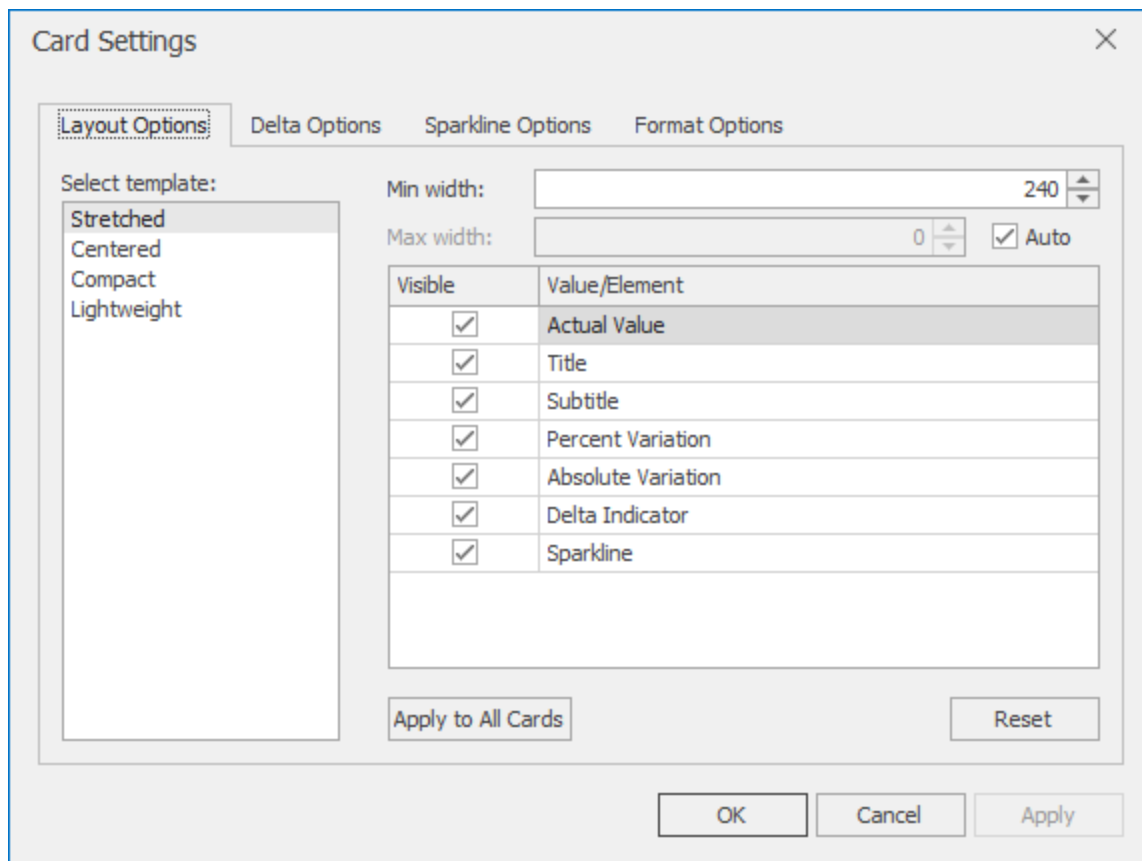 Card Settings
Layout Options Delta Options Sparkline Options Format Options
Select template:
Stretched
Centered
Compact
Lightweight
Min width: 240
Max width: 0 Auto
Visible Value/Element
Actual Value
Title
Subtitle
Percent Variation
Absolute Variation
Delta Indicator
Sparkline
Apply to All Cards Reset
OK Cancel Apply